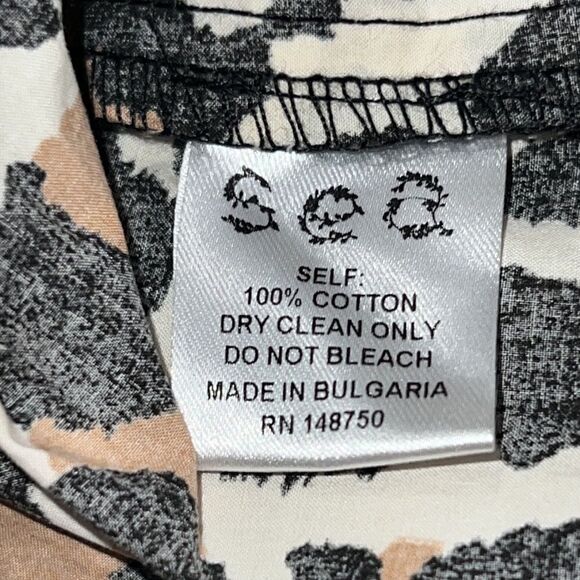 Sea
SELF:
100% COTTON
DRY CLEAN ONLY
DO NOT BLEACH
MADE IN BULGARIA
RN 148750